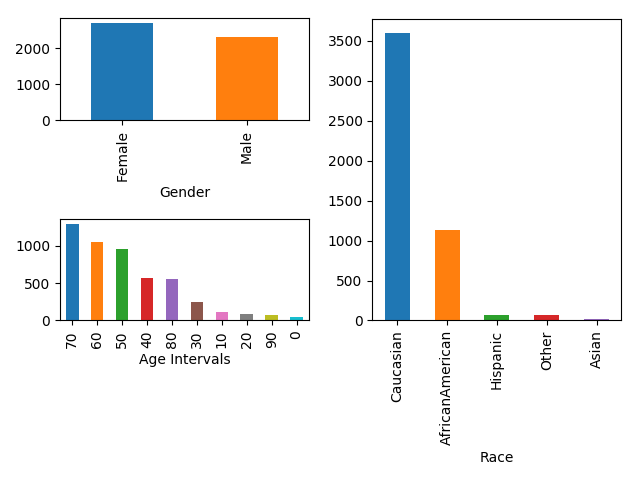 2000
1000
0
Female
Male
Gender
1000
500
0
70
60
50
40
80
30
10
20
90
0
Age Intervals
3500
3000
2500
2000
1500
1000
500
0
Caucasian
AfricanAmerican
Hispanic
Other
Asian
Race